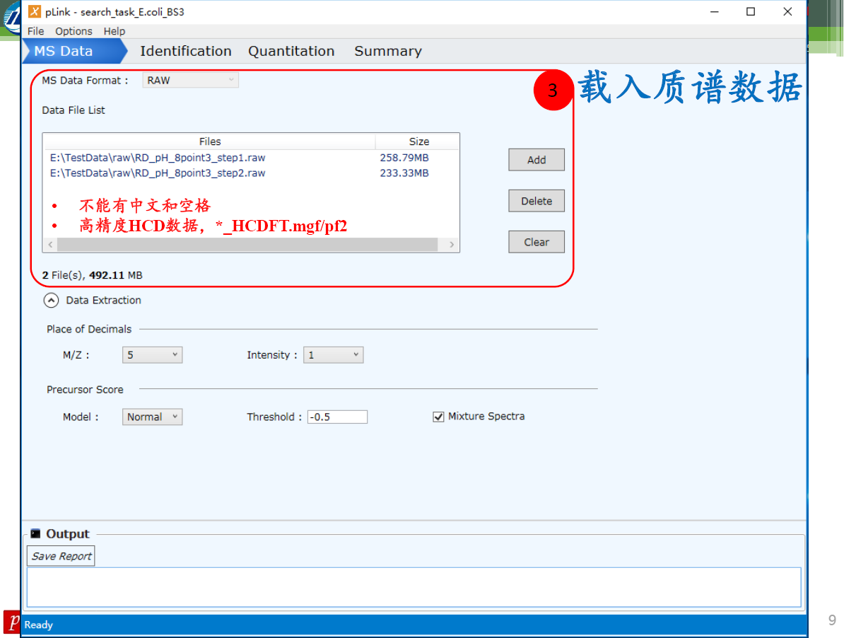 pLink - search_task_E.coli_BS3
File Options Help
MS Data Identification Quantitation Summary
MS Data Format : RAW
3 载入质谱数据
Data File List
Files Size
E:\TestData\raw\RD_pH_8point3_step1.raw 258.79MB
E:\TestData\raw\RD_pH_8point3_step2.raw 233.33MB
Add
Delete
Clear
• 不能有中文和空格
• 高精度HCD数据，*_HCDFT.mgf/pf2
2 File(s), 492.11 MB
Data Extraction
Place of Decimals
M/Z : 5 Intensity : 1
Precursor Score
Model : Normal Threshold : -0.5 Mixture Spectra
Output
Save Report
Ready
p
9